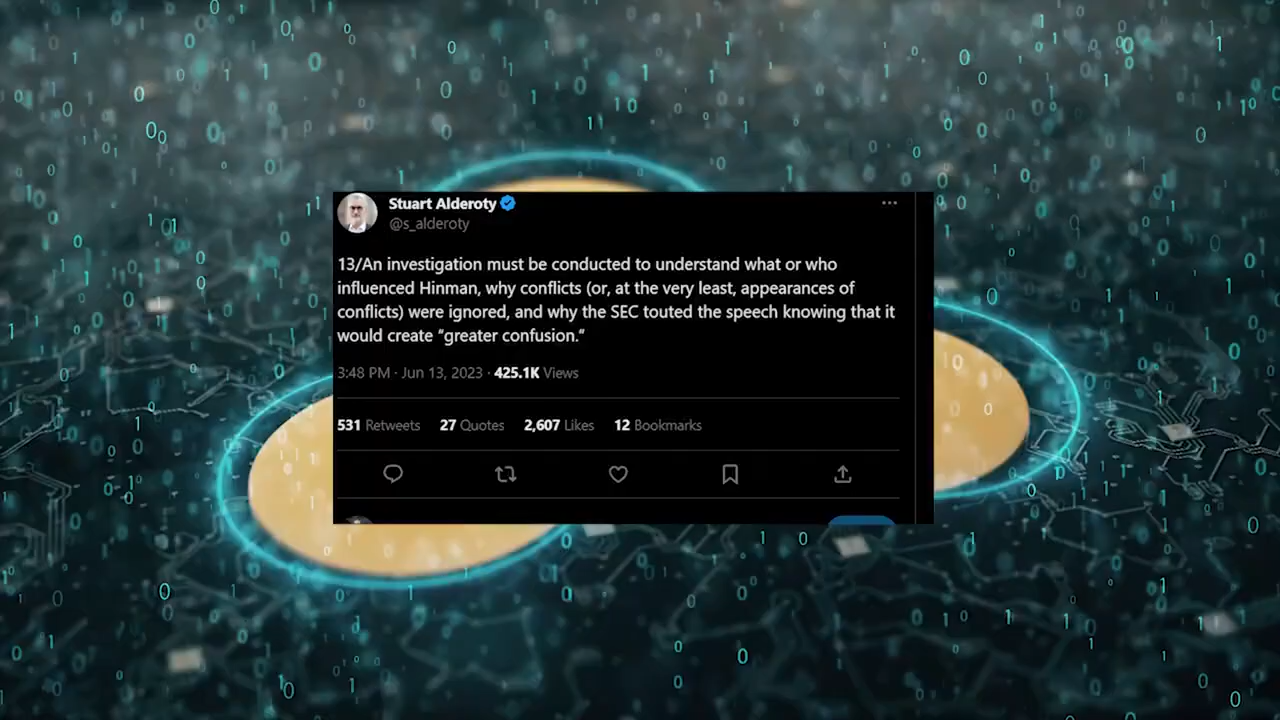 Stuart Alderoty
@s_alderoty
13/An investigation must be conducted to understand what or who
influenced Hinman, why conflicts (or, at the very least, appearances of
conflicts) were ignored, and why the SEC touted the speech knowing that it
would create “greater confusion.”
3:48 PM · Jun 13, 2023 · 425.1K Views
531 Retweets 27 Quotes 2,607 Likes 12 Bookmarks